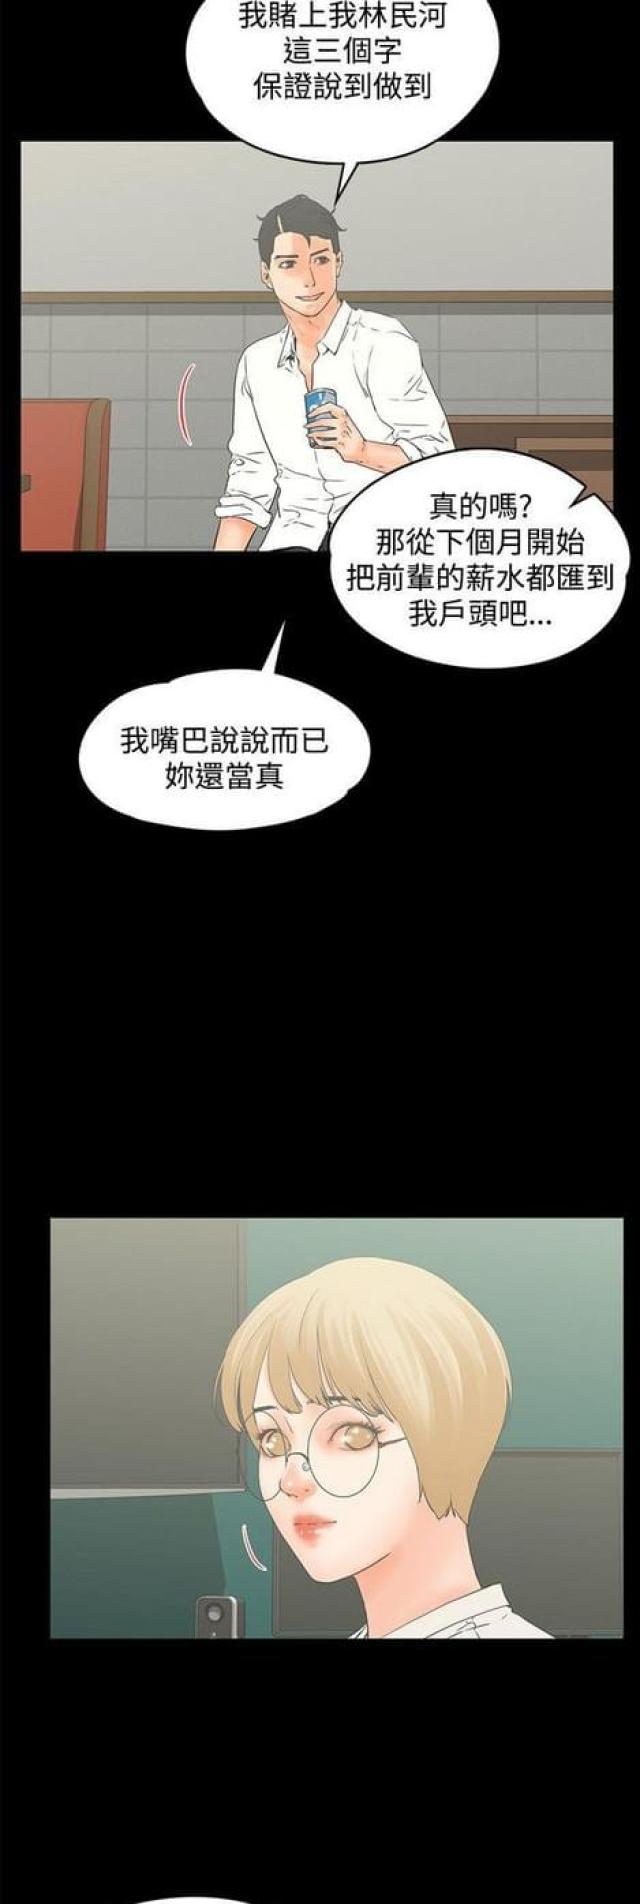 我賭上我林民河
這三個字
保證說到做到
真的嗎?
那從下個月開始
把前輩的薪水都匯到
我戶頭吧...
我嘴巴說說而已
妳還當真